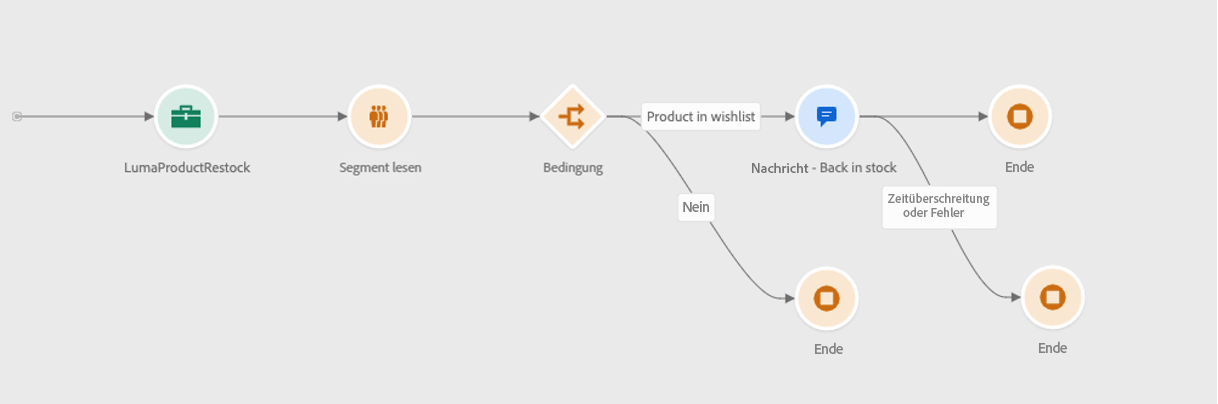 Product in wishlist
LumaProductRestock
Segment lesen
Bedingung
Nachricht - Back in stock
Ende
Nein
Zeitüberschreitung
oder Fehler
Ende
Ende